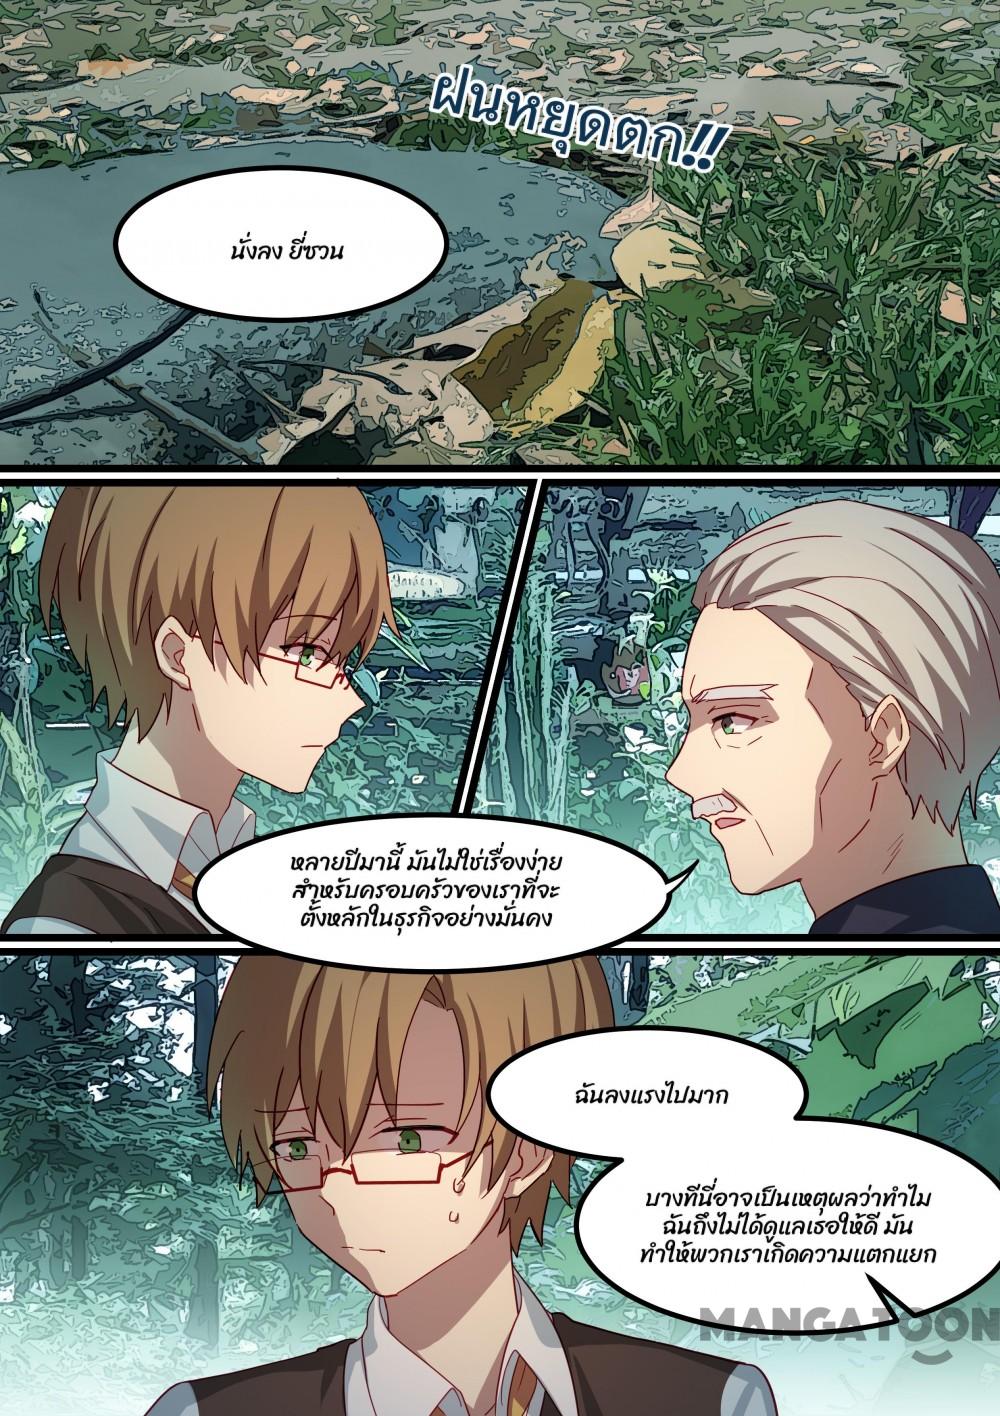 ฝนหยุดตก!!
นั่งลง ยี่ซวน
หลายปีมานี้ มันไม่ใช่เรื่องง่าย
สำหรับครอบครัวของเราที่จะ
ตั้งหลักในธุรกิจอย่างมั่นคง
ฉันลงแรงไปมาก
บางทีนี่อาจเป็นเหตุผลว่าทำไม
ฉันถึงไม่ได้ดูแลเธอให้ดี มัน
ทำให้พวกเราเกิดความแตกแยก
MANGATOON